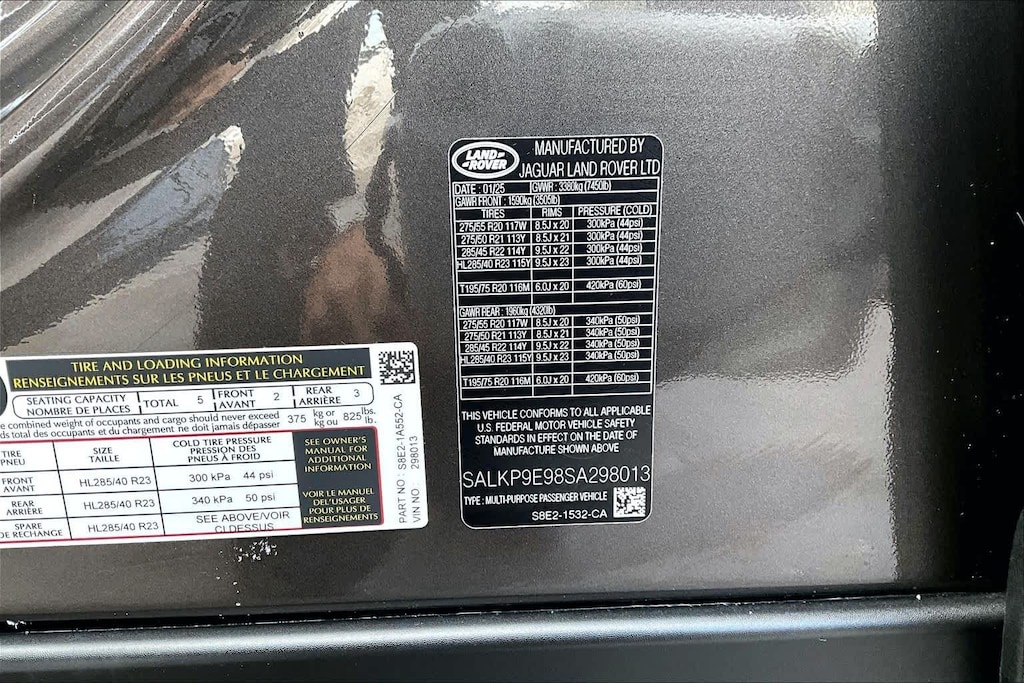 LAND-
-ROVER
MANUFACTURED BY
JAGUAR LAND ROVER LTD
DATE : 01/25 GVWR : 3380kg (7450lb)
GAWR FRONT : 1590kg (3505lb)
TIRES RIMS PRESSURE (COLD)
275/55 R20 117W 8.5J x 20 300kPa (44psi)
275/50 R21 113Y 8.5J x 21 300kPa (44psi)
285/45 R22 114Y 9.5J x 22 300kPa (44psi)
HL285/40 R23 115Y 9.5J x 23 300kPa (44psi)
T195/75 R20 116M 6.0J x 20 420kPa (60psi)
GAWR REAR : 1960kg (4320lb)
275/55 R20 117W 8.5J x 20 340kPa (50psi)
275/50 R21 113Y 8.5J x 21 340kPa (50psi)
285/45 R22 114Y 9.5J x 22 340kPa (50psi)
HL285/40 R23 115Y 9.5J x 23 340kPa (50psi)
T195/75 R20 116M 6.0J x 20 420kPa (60psi)
THIS VEHICLE CONFORMS TO ALL APPLICABLE
U.S. FEDERAL MOTOR VEHICLE SAFETY
STANDARDS IN EFFECT ON THE DATE OF
MANUFACTURE SHOWN ABOVE
SALKP9E98SA298013
TYPE : MULTI-PURPOSE PASSENGER VEHICLE
S8E2-1532-CA
TIRE AND LOADING INFORMATION
RENSEIGNEMENTS SUR LES PNEUS ET LE CHARGEMENT
SEATING CAPACITY TOTAL 5 FRONT 2 REAR 3
NOMBRE DE PLACES AVANT ARRIÈRE
combined weight of occupants and cargo should never exceed 375 kg or 825 lbs.
total des occupants et du chargement ne doit jamais dépasser kg ou lb.
TIRE SIZE COLD TIRE PRESSURE
PNEU TAILLE PRESSION DES
PNEUS À FROID
FRONT HL285/40 R23 300 kPa 44 psi
AVANT
REAR HL285/40 R23 340 kPa 50 psi
ARRIÈRE
SPARE HL285/40 R23 SEE ABOVE/VOIR
DE RECHANGE CI DESSUS
SEE OWNER'S
MANUAL FOR
ADDITIONAL
INFORMATION
VOIR LE MANUEL
DEL'USAGER
POUR PLUS DE
RENSEIGNEMENTS
PART NO : S8E2-1A552-CA
VIN NO 298013